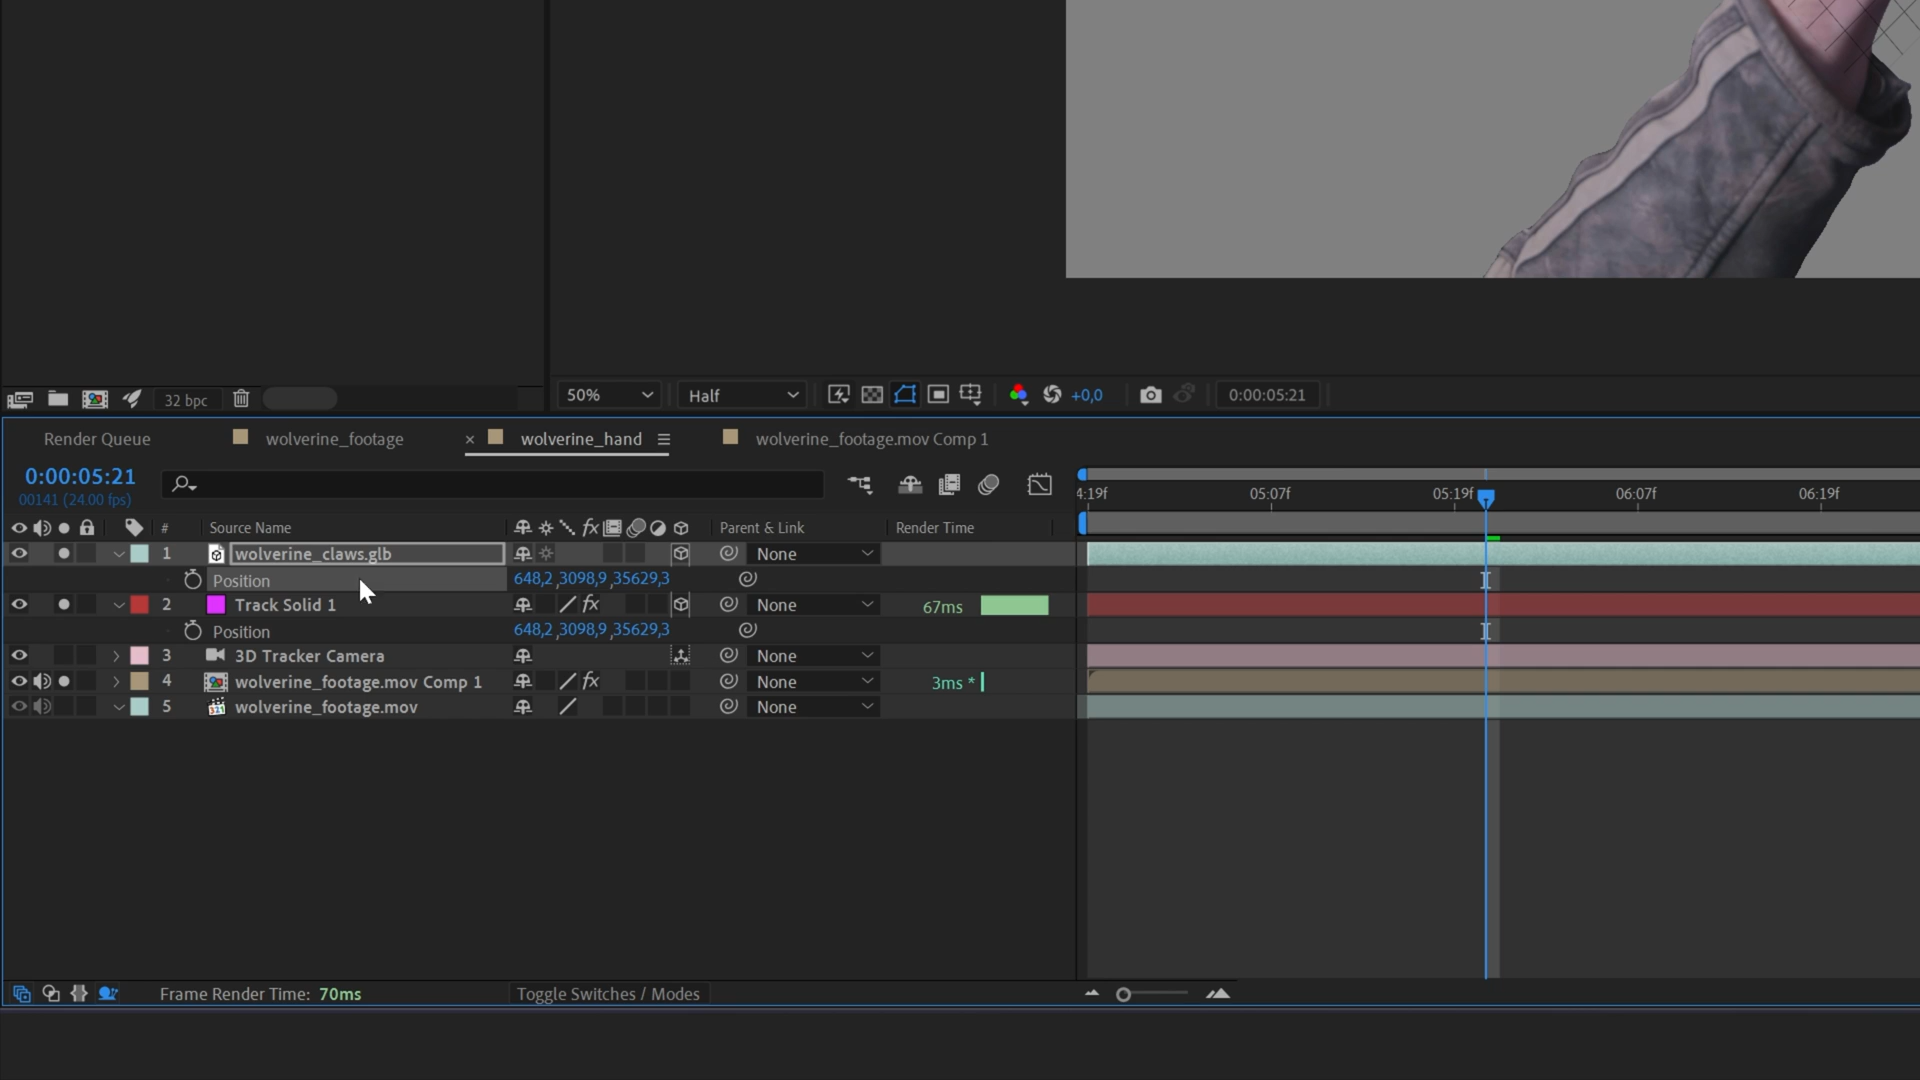 32 bpc
50%
Half
+0,0
0:00:05:21
Render Queue
wolverine_footage
wolverine_hand
wolverine_footage.mov Comp 1
0:00:05:21
00141 (24.00 fps)
4:19f
05:07f
05:19f
06:07f
06:19f
# Source Name fx Parent & Link Render Time
1 wolverine_claws.glb None
Position 648,2 ,3098,9 ,35629,3
2 Track Solid 1 fx None 67ms
Position 648,2 ,3098,9 ,35629,3
3 3D Tracker Camera None
4 wolverine_footage.mov Comp 1 fx None 3ms *
5 321 wolverine_footage.mov None
Frame Render Time: 70ms
Toggle Switches / Modes